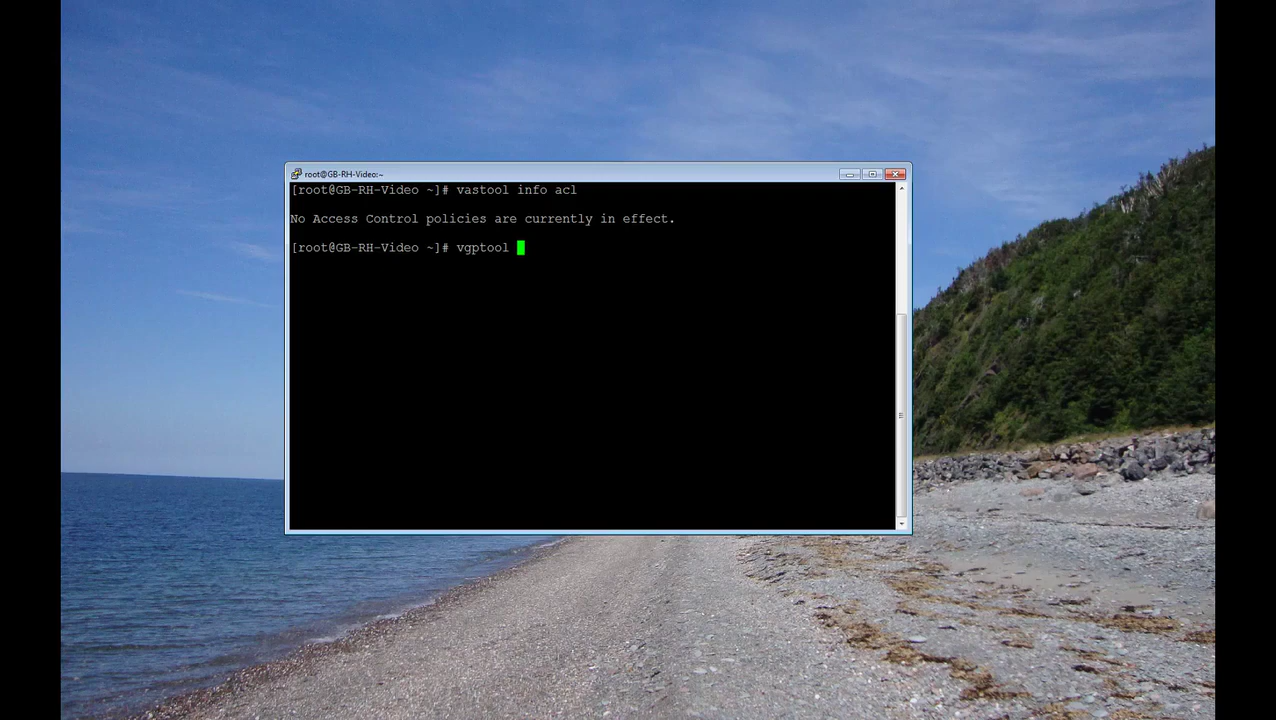 root@GB-RH-Video:~
[root@GB-RH-Video ~]# vastool info acl
No Access Control policies are currently in effect.
[root@GB-RH-Video ~]# vgptool